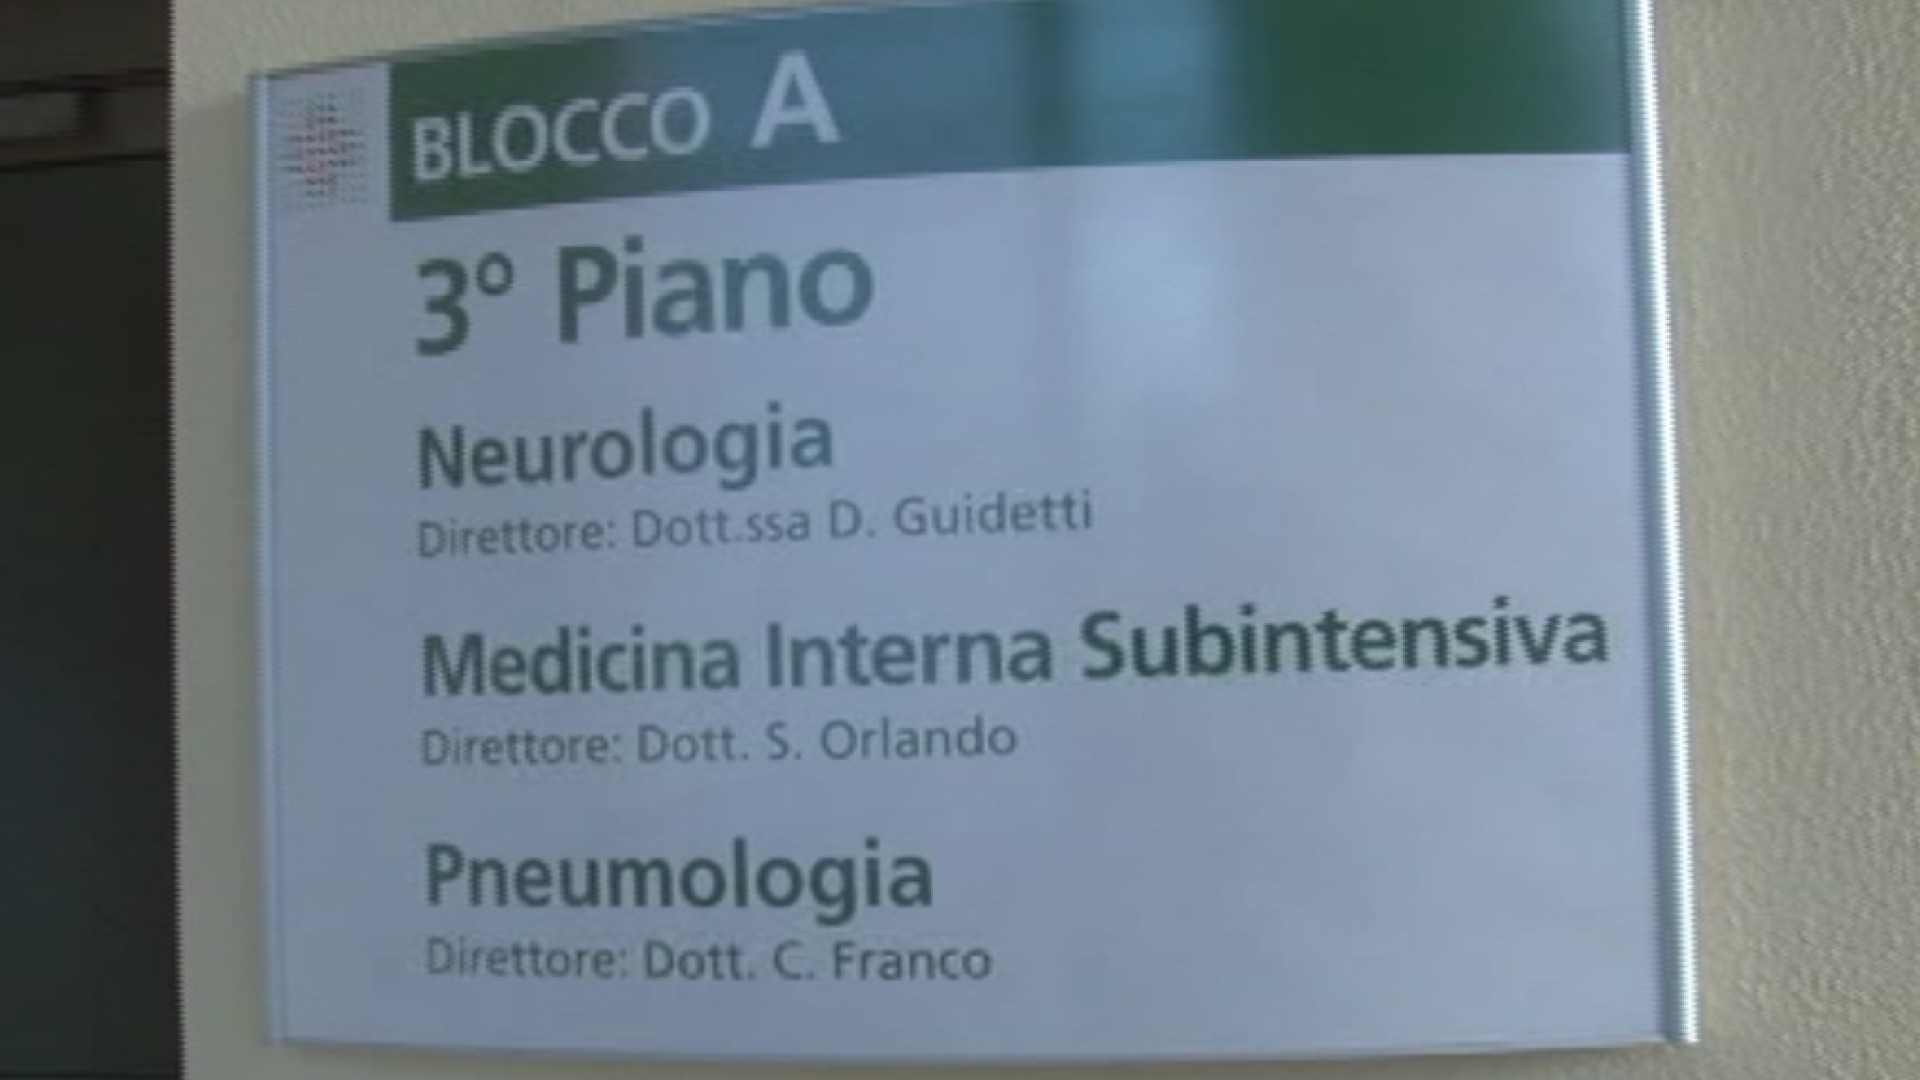 BLOCCO A
3° Piano
Neurologia
Direttore: Dott.ssa D. Guidetti
Medicina Interna Subintensiva
Direttore: Dott. S. Orlando
Pneumologia
Direttore: Dott. C. Franco